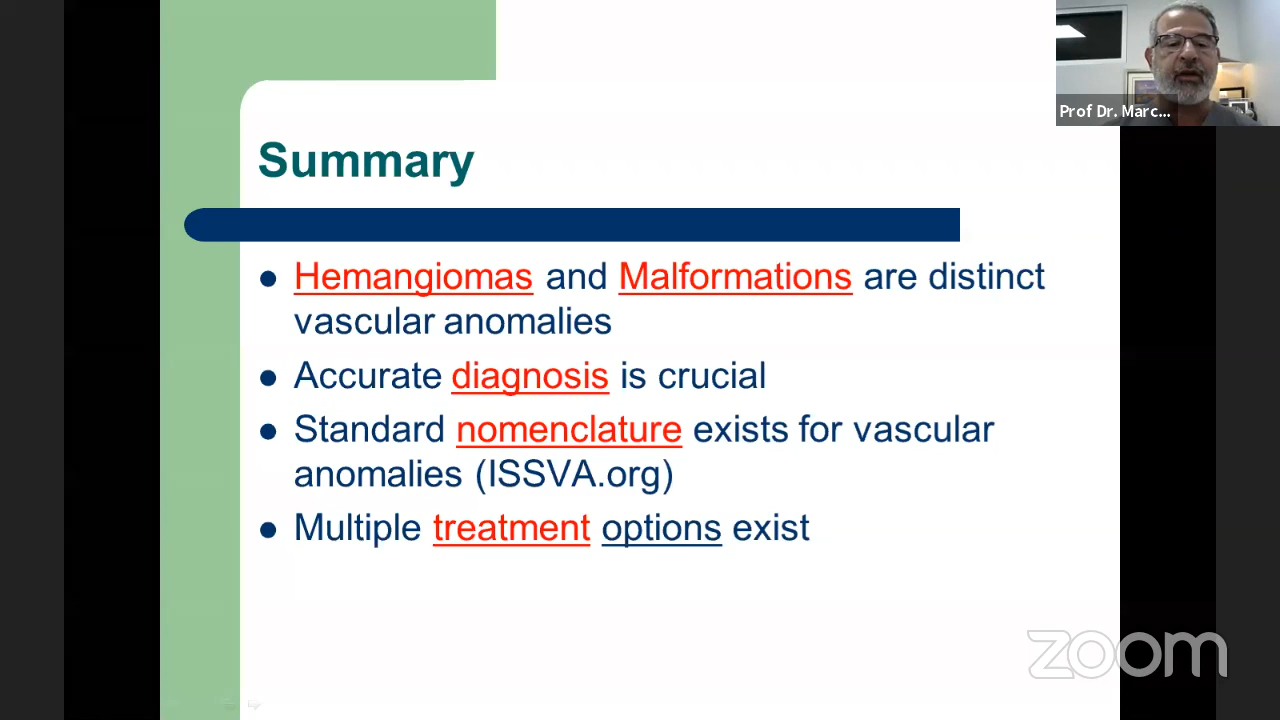 Prof Dr. Marc...
Summary
• Hemangiomas and Malformations are distinct
vascular anomalies
• Accurate diagnosis is crucial
• Standard nomenclature exists for vascular
anomalies (ISSVA.org)
• Multiple treatment options exist
zoom